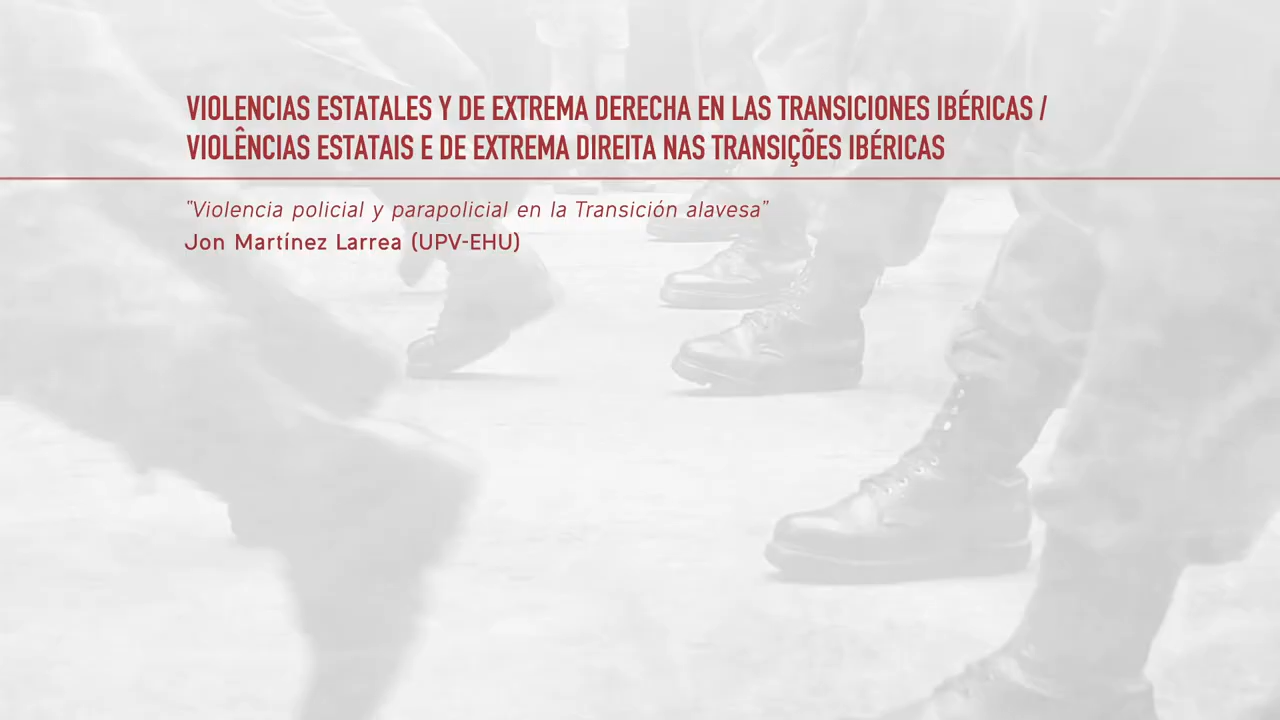 VIOLENCIAS ESTATALES Y DE EXTREMA DERECHA EN LAS TRANSICIONES IBÉRICAS /
VIOLÊNCIAS ESTATAIS E DE EXTREMA DIREITA NAS TRANSIÇÕES IBÉRICAS
"Violencia policial y parapolicial en la Transición alavesa”
Jon Martínez Larrea (UPV-EHU)